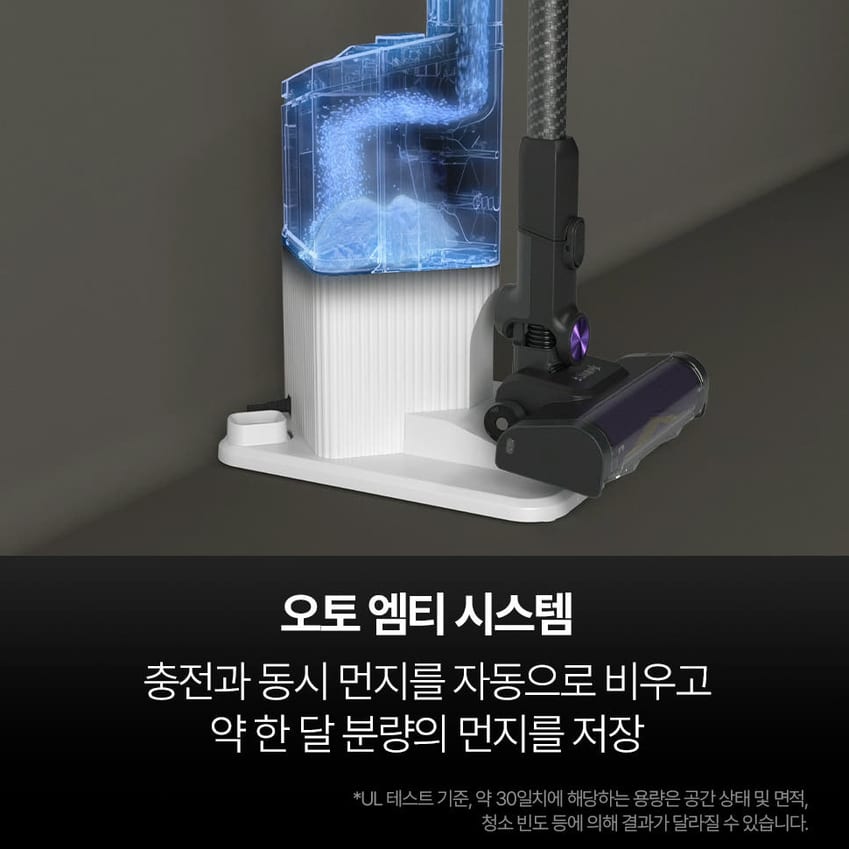 오토 엠티 시스템
충전과 동시 먼지를 자동으로 비우고
약 한 달 분량의 먼지를 저장
*UL 테스트 기준, 약 30일치에 해당하는 용량은 공간 상태 및 면적,
청소 빈도 등에 의해 결과가 달라질 수 있습니다.